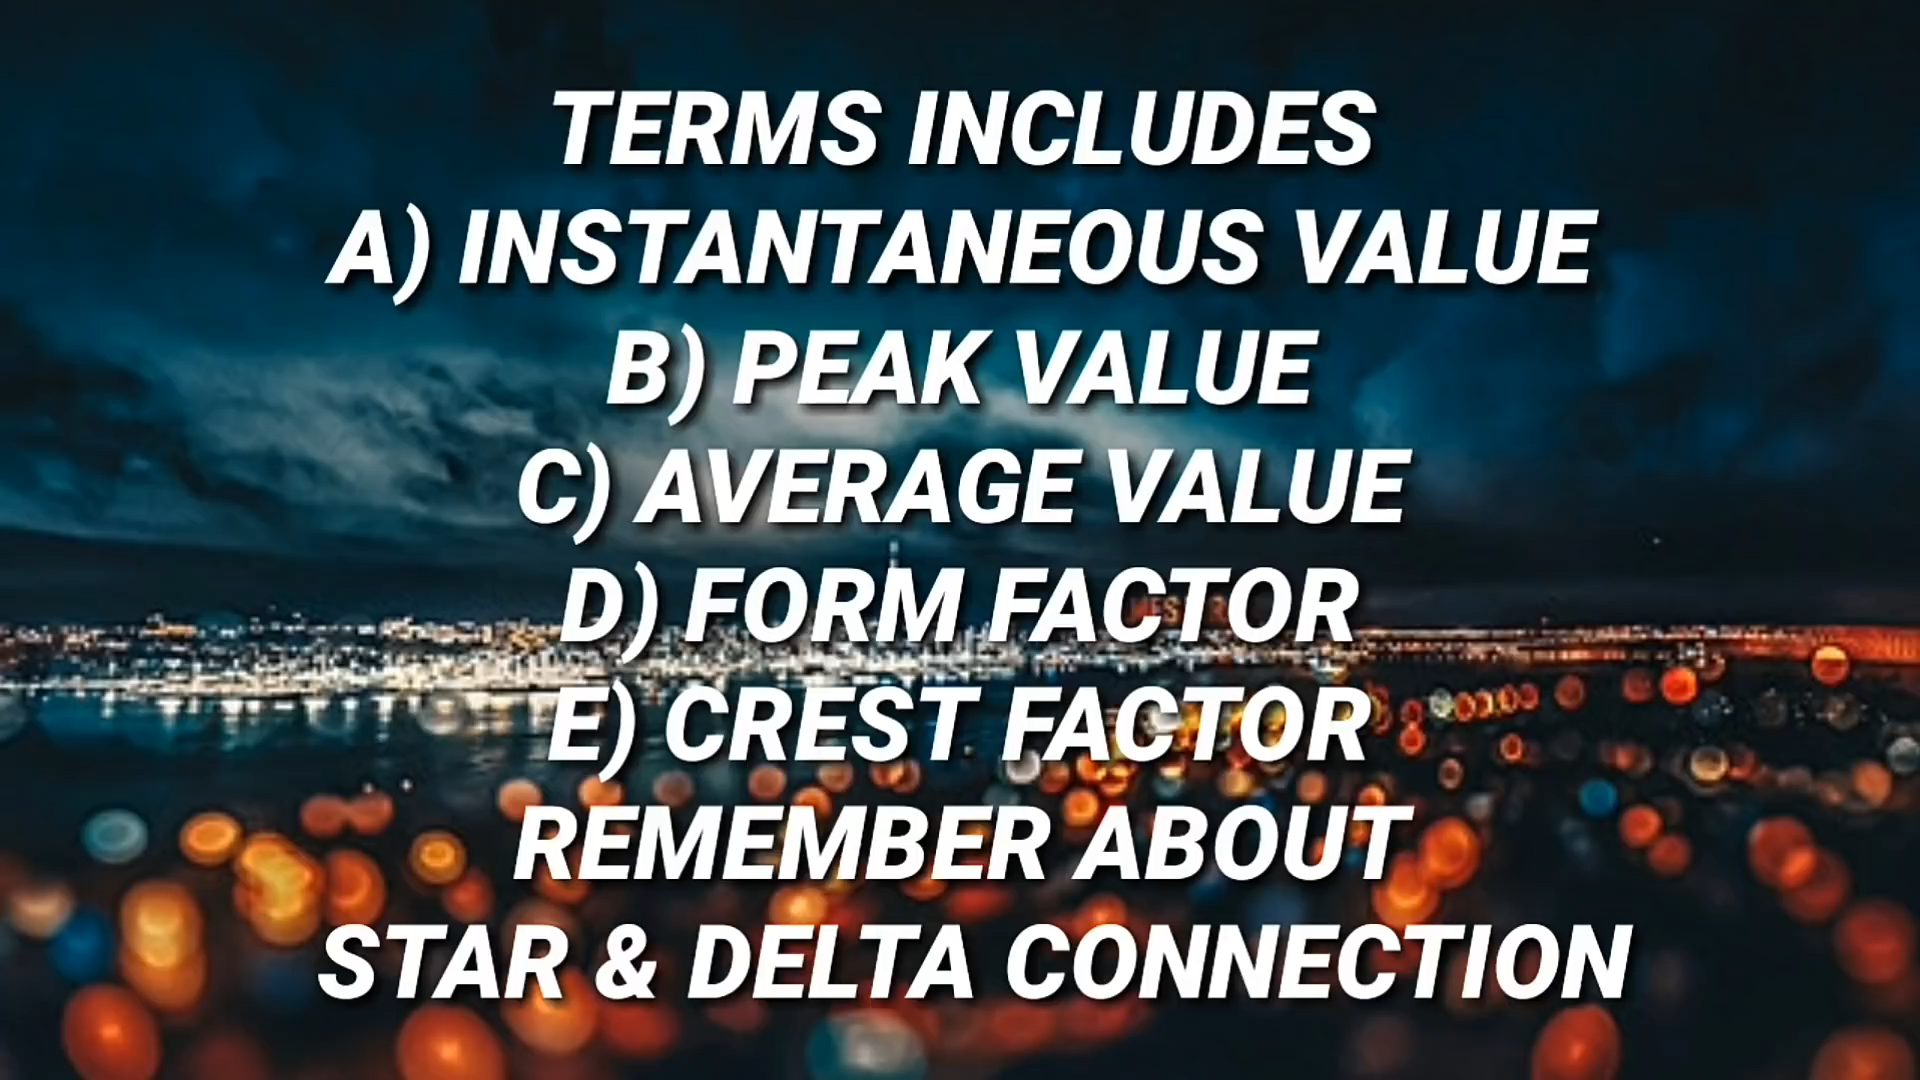 TERMS INCLUDES
A) INSTANTANEOUS VALUE
B) PEAK VALUE
C) AVERAGE VALUE
D) FORM FACTOR
E) CREST FACTOR
REMEMBER ABOUT
STAR & DELTA CONNECTION